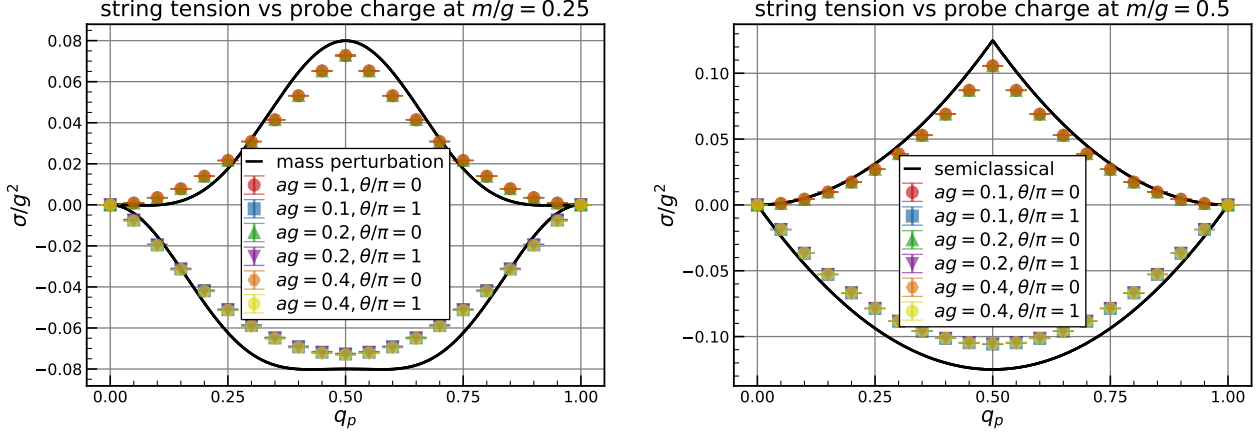 string tension vs probe charge at m/g = 0.25
σ/g²
0.08
0.06
0.04
0.02
0.00
−0.02
−0.04
−0.06
−0.08
mass perturbation
ag = 0.1, θ/π = 0
ag = 0.1, θ/π = 1
ag = 0.2, θ/π = 0
ag = 0.2, θ/π = 1
ag = 0.4, θ/π = 0
ag = 0.4, θ/π = 1
0.00 0.25 0.50 0.75 1.00
q_p
string tension vs probe charge at m/g = 0.5
σ/g²
0.10
0.05
0.00
−0.05
−0.10
semiclassical
ag = 0.1, θ/π = 0
ag = 0.1, θ/π = 1
ag = 0.2, θ/π = 0
ag = 0.2, θ/π = 1
ag = 0.4, θ/π = 0
ag = 0.4, θ/π = 1
0.00 0.25 0.50 0.75 1.00
q_p